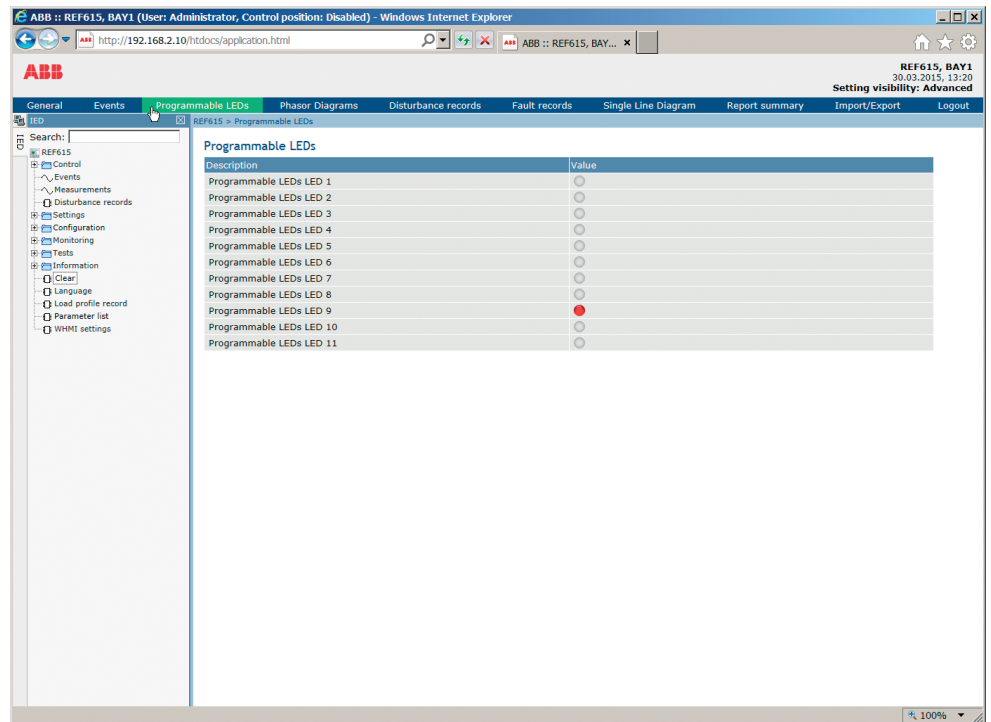 ABB :: REF615, BAY1 (User: Administrator, Control position: Disabled) - Windows Internet Explorer
ABB http://192.168.2.10/htdocs/application.html ABB ABB :: REF615, BAY... x
ABB
REF615, BAY1
30.03.2015, 13:20
Setting visibility: Advanced
General Events Programmable LEDs Phasor Diagrams Disturbance records Fault records Single Line Diagram Report summary Import/Export Logout
IED
REF615 > Programmable LEDs
IED
Search:
REF615
Control
Events
Measurements
Disturbance records
Settings
Configuration
Monitoring
Tests
Information
Clear
Language
Load profile record
Parameter list
WHMI settings
Programmable LEDs
Description Value
Programmable LEDs LED 1
Programmable LEDs LED 2
Programmable LEDs LED 3
Programmable LEDs LED 4
Programmable LEDs LED 5
Programmable LEDs LED 6
Programmable LEDs LED 7
Programmable LEDs LED 8
Programmable LEDs LED 9
Programmable LEDs LED 10
Programmable LEDs LED 11
100%